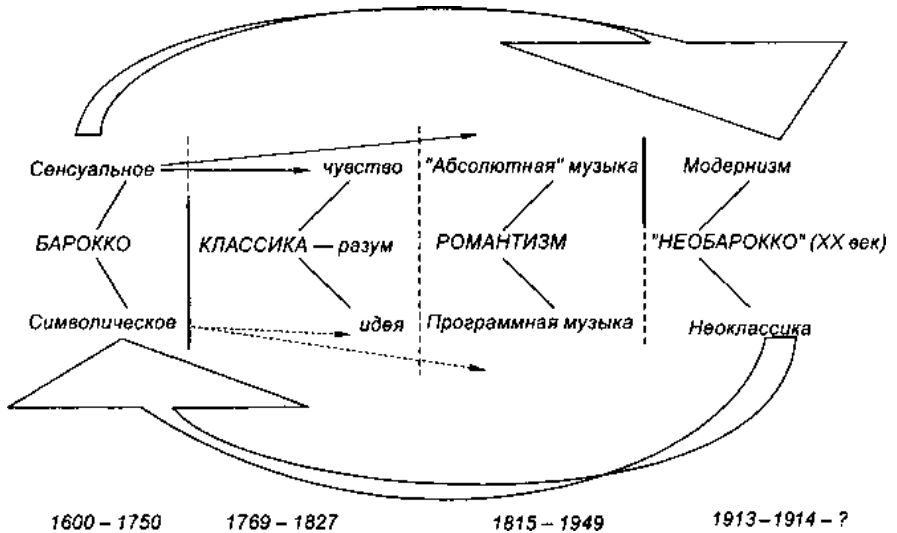 Сенсуальное чувство "Абсолютная" музыка Модернизм
БАРОККО КЛАССИКА — разум РОМАНТИЗМ "НЕОБАРОККО" (XX век)
Символическое идея Программная музыка Неоклассика
1600 – 1750 1769 – 1827 1815 – 1949 1913–1914 – ?